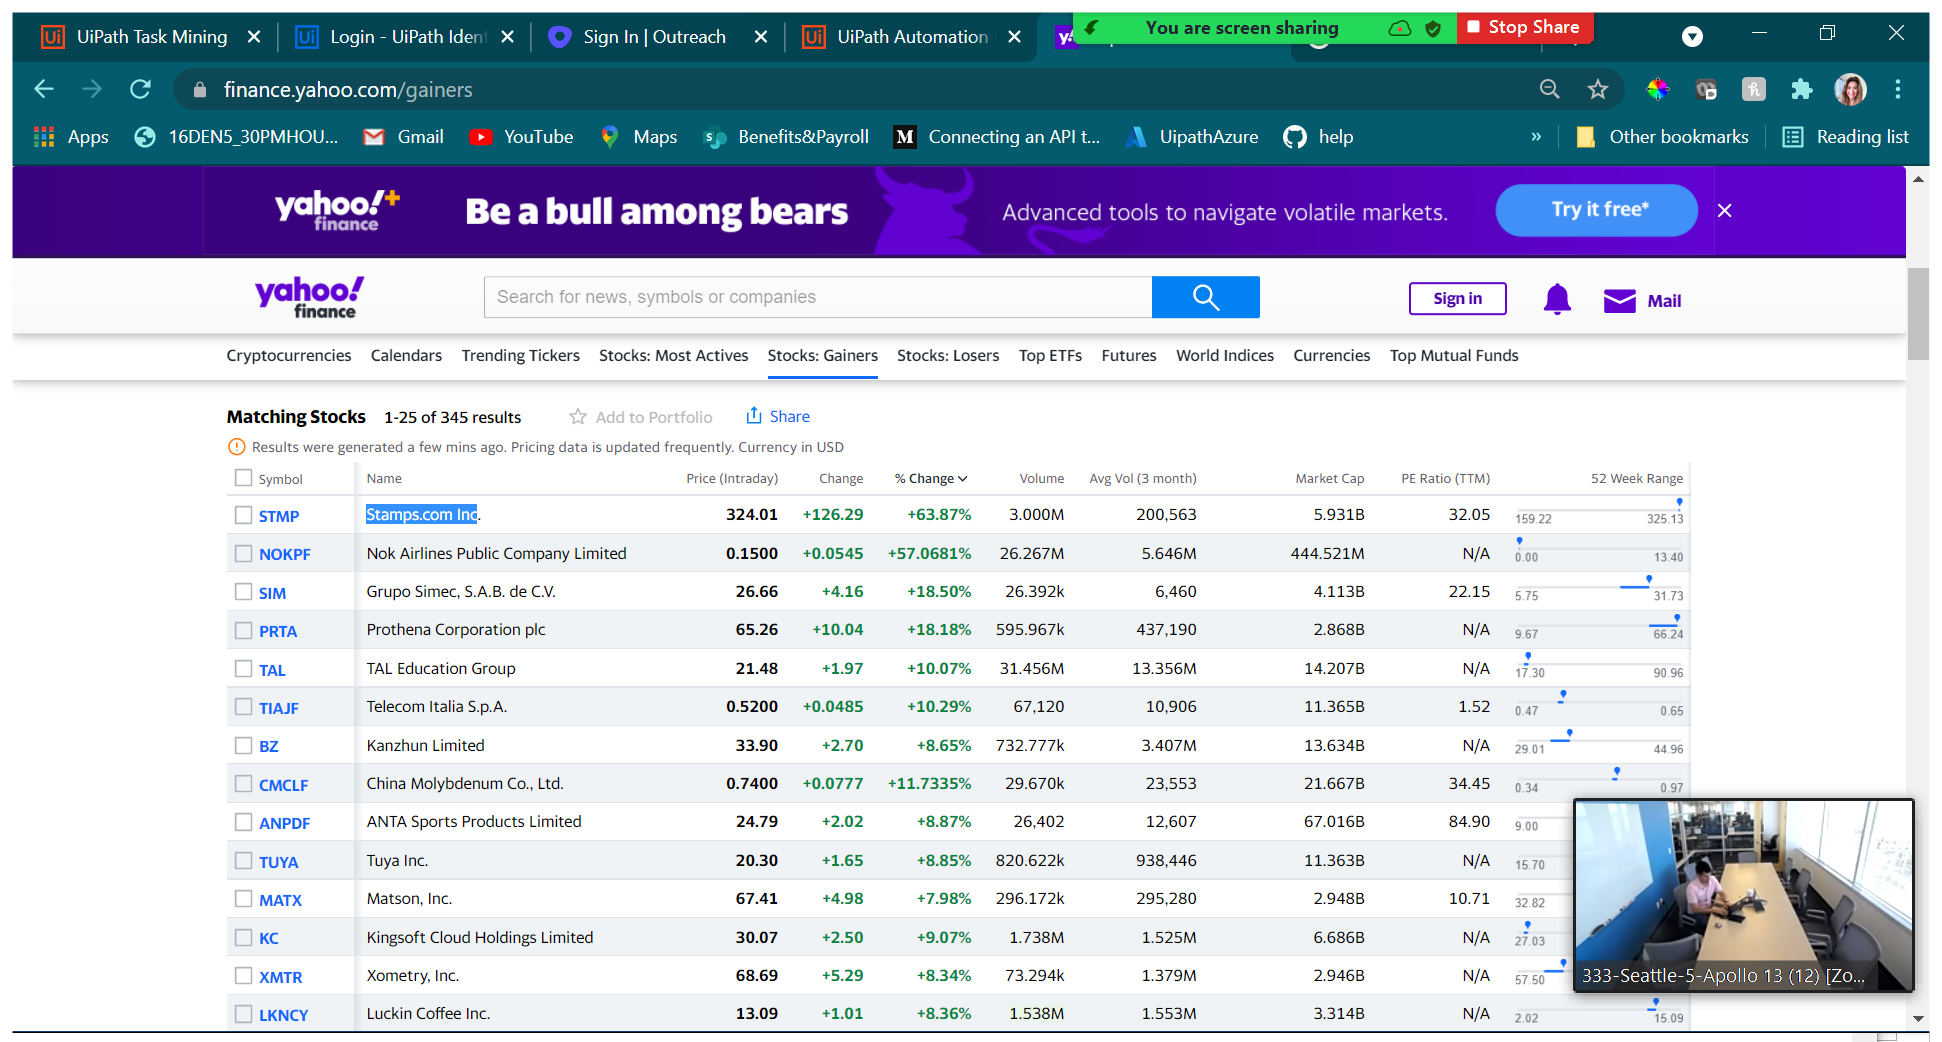 UiPath Task Mining
Login - UiPath Iden
Sign In | Outreach
UiPath Automation
You are screen sharing
Stop Share
finance.yahoo.com/gainers
Apps 16DEN5_30PMHOU... Gmail YouTube Maps Benefits&Payroll Connecting an API t... UipathAzure help » Other bookmarks Reading list
yahoo!+
finance
Be a bull among bears
Advanced tools to navigate volatile markets.
Try it free*
yahoo!
finance
Search for news, symbols or companies
Sign in
Mail
Cryptocurrencies Calendars Trending Tickers Stocks: Most Actives Stocks: Gainers Stocks: Losers Top ETFs Futures World Indices Currencies Top Mutual Funds
Matching Stocks 1-25 of 345 results Add to Portfolio Share
Results were generated a few mins ago. Pricing data is updated frequently. Currency in USD
Symbol Name Price (Intraday) Change % Change Volume Avg Vol (3 month) Market Cap PE Ratio (TTM) 52 Week Range
STMP Stamps.com Inc. 324.01 +126.29 +63.87% 3.000M 200,563 5.931B 32.05 159.22 325.13
NOKPF Nok Airlines Public Company Limited 0.1500 +0.0545 +57.0681% 26.267M 5.646M 444.521M N/A 0.00 13.40
SIM Grupo Simec, S.A.B. de C.V. 26.66 +4.16 +18.50% 26.392k 6,460 4.113B 22.15 5.75 31.73
PRTA Prothena Corporation plc 65.26 +10.04 +18.18% 595.967k 437,190 2.868B N/A 9.67 66.24
TAL TAL Education Group 21.48 +1.97 +10.07% 31.456M 13.356M 14.207B N/A 17.30 90.96
TIAJF Telecom Italia S.p.A. 0.5200 +0.0485 +10.29% 67,120 10,906 11.365B 1.52 0.47 0.65
BZ Kanzhun Limited 33.90 +2.70 +8.65% 732.777k 3.407M 13.634B N/A 29.01 44.96
CMCLF China Molybdenum Co., Ltd. 0.7400 +0.0777 +11.7335% 29.670k 23,553 21.667B 34.45 0.34 0.97
ANPDF ANTA Sports Products Limited 24.79 +2.02 +8.87% 26,402 12,607 67.016B 84.90 9.00
TUYA Tuya Inc. 20.30 +1.65 +8.85% 820.622k 938,446 11.363B N/A 15.70
MATX Matson, Inc. 67.41 +4.98 +7.98% 296.172k 295,280 2.948B 10.71 32.82
KC Kingsoft Cloud Holdings Limited 30.07 +2.50 +9.07% 1.738M 1.525M 6.686B N/A 27.03
XMTR Xometry, Inc. 68.69 +5.29 +8.34% 73.294k 1.379M 2.946B N/A 57.50
LKNCY Luckin Coffee Inc. 13.09 +1.01 +8.36% 1.538M 1.553M 3.314B N/A 2.02 15.09
333-Seattle-5-Apollo 13 (12) [Zo...